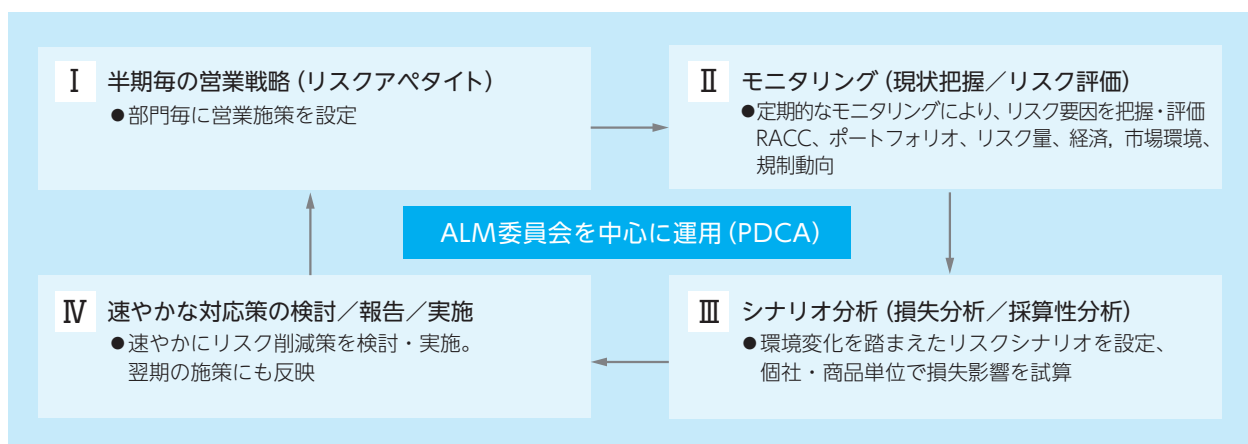 Ⅰ 半期毎の営業戦略（リスクアペタイト）
●部門毎に営業施策を設定
Ⅱ モニタリング（現状把握／リスク評価）
●定期的なモニタリングにより、リスク要因を把握・評価
RACC、ポートフォリオ、リスク量、経済，市場環境、
規制動向
ALM委員会を中心に運用（PDCA）
Ⅳ 速やかな対応策の検討／報告／実施
●速やかにリスク削減策を検討・実施。
翌期の施策にも反映
Ⅲ シナリオ分析（損失分析／採算性分析）
●環境変化を踏まえたリスクシナリオを設定、
個社・商品単位で損失影響を試算